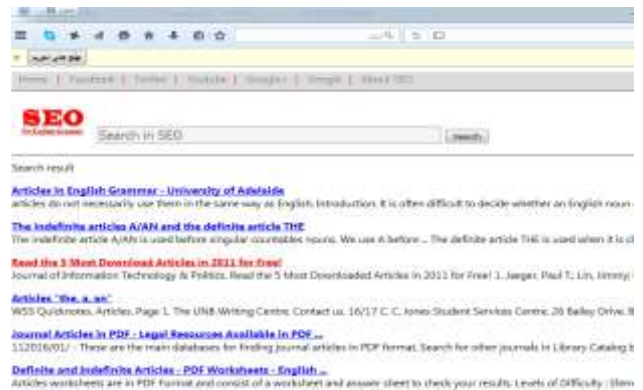 Home | Facebook | Twitter | Youtube | Google+ | Google | About SEO
SEO
Search in SEO
Search
Search result
Articles in English Grammar - University of Adelaide
articles do not necessarily use them in the same way as English. Introduction. It is often difficult to decide whether an English noun
The indefinite articles A/AN and the definite article THE
The indefinite article A/AN is used before singular countables nouns. We use A before ... The definite article THE is used when it is
Read the 5 Most Download Articles in 2011 for Free!
Journal of Information Technology & Politics. Read the 5 Most Downloaded Articles in 2011 for Free! 1. Jaeger, Paul T.; Lin, Jimmy;
Articles "the, a, an"
WSS Quicknotes. Articles. Page 1. The UNB Writing Centre. Contact us. 16/17 C. C. Jones Student Services Centre. 26 Bailey Drive.
Journal Articles in PDF - Legal Resources Available in PDF ...
112016/01/ - These are the main databases for finding journal articles in PDF format. Search for other journals in Library Catalog
Definite and Indefinite Articles - PDF Worksheets - English ...
Articles worksheets are in PDF Format and consist of a worksheet and answer sheet to check your results. Levels of Difficulty :